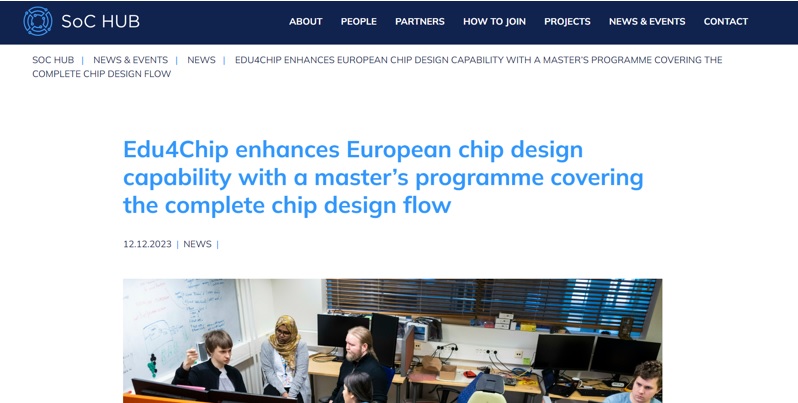 SoC HUB
ABOUT PEOPLE PARTNERS HOW TO JOIN PROJECTS NEWS & EVENTS CONTACT
SOC HUB | NEWS & EVENTS | NEWS | EDU4CHIP ENHANCES EUROPEAN CHIP DESIGN CAPABILITY WITH A MASTER'S PROGRAMME COVERING THE
COMPLETE CHIP DESIGN FLOW
Edu4Chip enhances European chip design
capability with a master's programme covering
the complete chip design flow
12.12.2023 | NEWS |